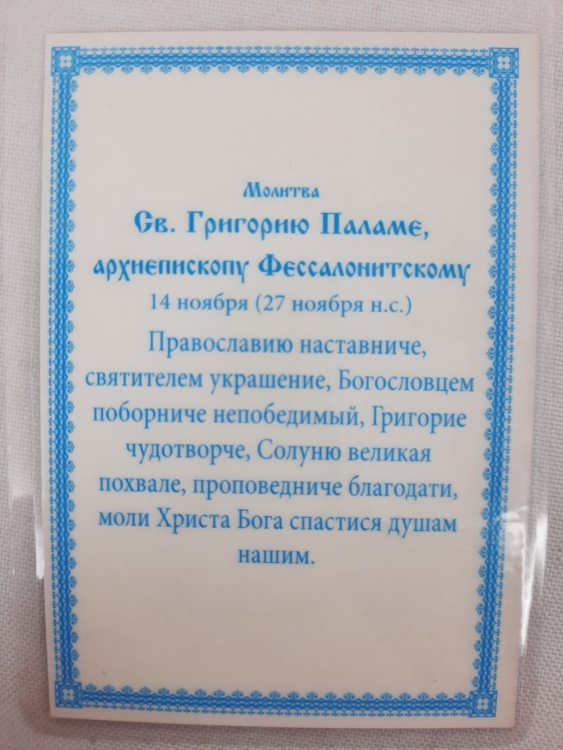 Молитва
Св. Григорию Паламе,
архиепископу Фессалонитскому
14 ноября (27 ноября н.с.)
Православию наставниче,
святителем украшение, Богословцем
поборниче непобедимый, Григорие
чудотворче, Солуню великая
похвале, проповедниче благодати,
моли Христа Бога спастися душам
нашим.